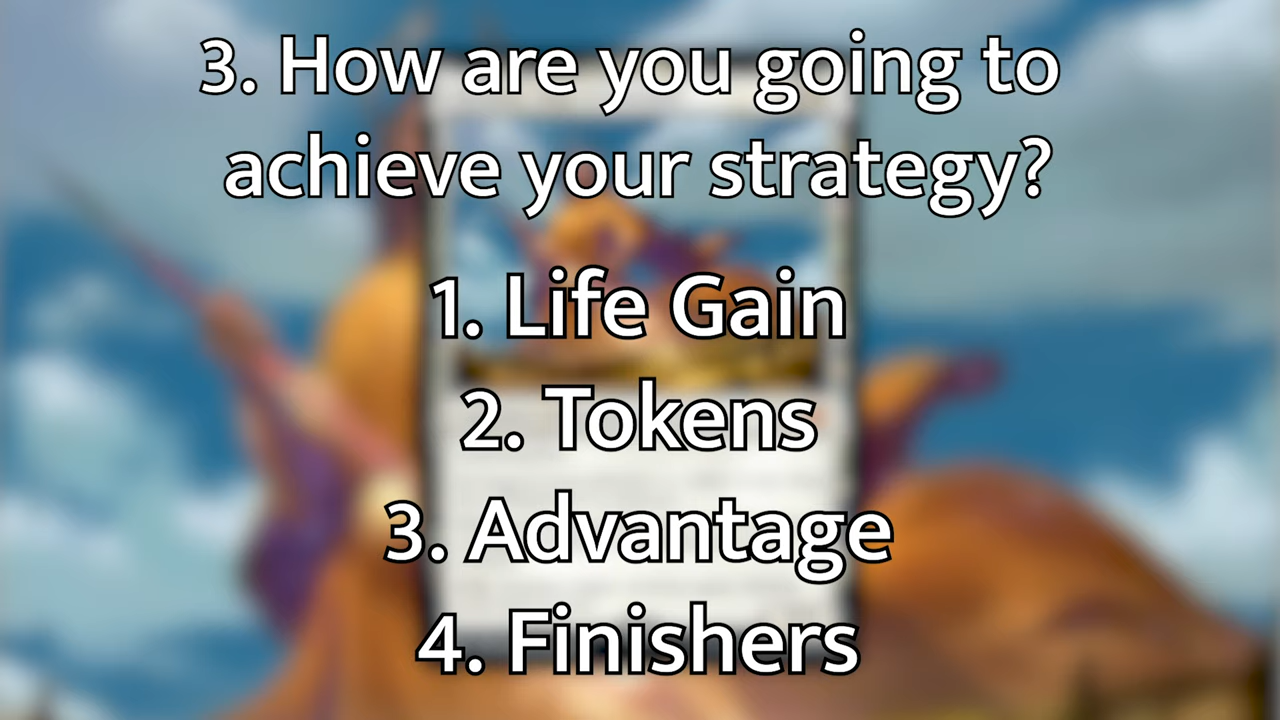 3. How are you going to
achieve your strategy?
1. Life Gain
2. Tokens
3. Advantage
4. Finishers